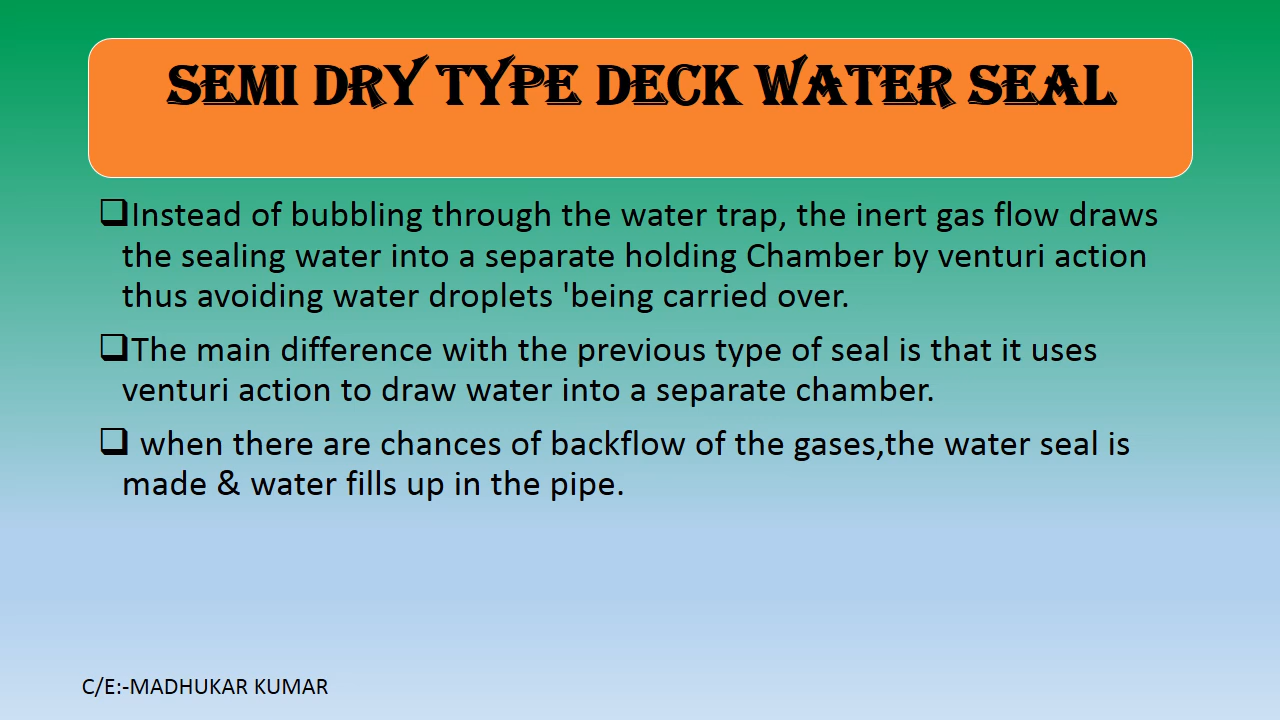 SEMI DRY TYPE DECK WATER SEAL
❑Instead of bubbling through the water trap, the inert gas flow draws
the sealing water into a separate holding Chamber by venturi action
thus avoiding water droplets 'being carried over.
❑The main difference with the previous type of seal is that it uses
venturi action to draw water into a separate chamber.
❑ when there are chances of backflow of the gases,the water seal is
made & water fills up in the pipe.
C/E:-MADHUKAR KUMAR